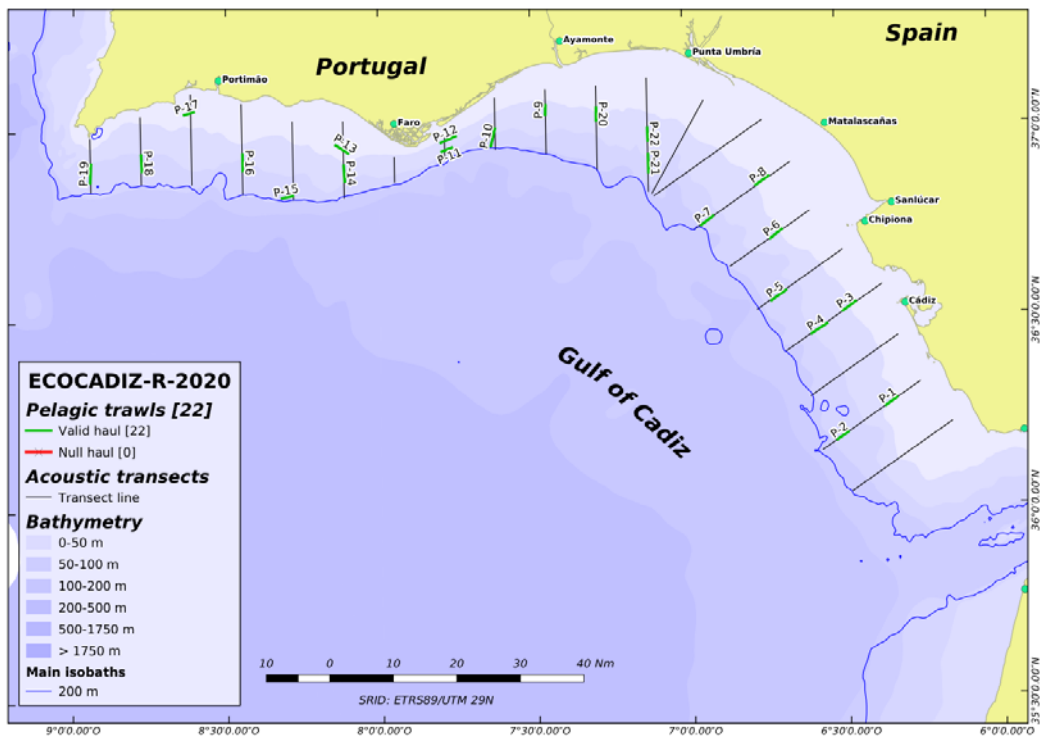 Spain
Portugal
Ayamonte
Punta Umbría
Portimão
Matalascañas
Faro
Sanlúcar
Chipiona
Cádiz
P-17
P-13
P-12
P-11
P-10
P-9
P-20
P-22
P-21
P-19
P-18
P-16
P-15
P-14
P-8
P-7
P-6
P-5
P-3
P-4
P-1
P-2
Gulf of Cadiz
ECOCADIZ-R-2020
Pelagic trawls [22]
Valid haul [22]
Null haul [0]
Acoustic transects
Transect line
Bathymetry
0-50 m
50-100 m
100-200 m
200-500 m
500-1750 m
> 1750 m
Main isobaths
200 m
10 0 10 20 30 40 Nm
SRID: ETRS89/UTM 29N
37°0'0.00"N
36°30'0.00"N
36°0'0.00"N
35°30'0.00"N
9°0'0.00"O 8°30'0.00"O 8°0'0.00"O 7°30'0.00"O 7°0'0.00"O 6°30'0.00"O 6°0'0.00"O